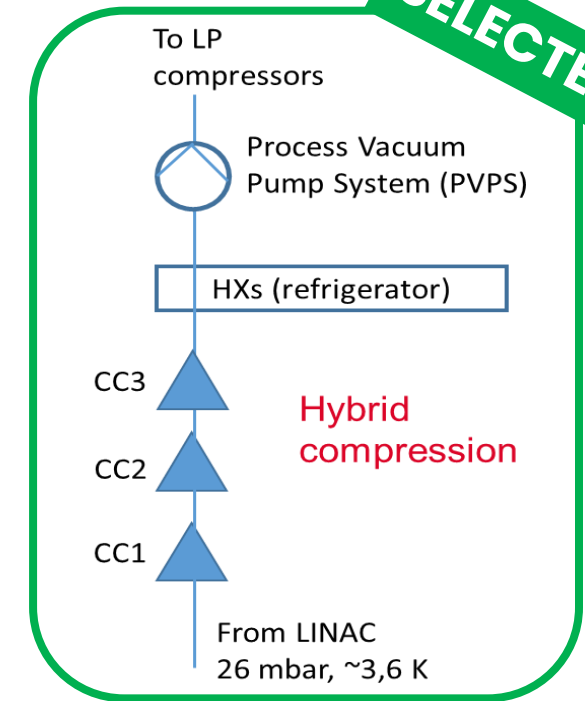 To LP
compressors
Process Vacuum
Pump System (PVPS)
HXs (refrigerator)
CC3
Hybrid
compression
CC2
CC1
From LINAC
26 mbar, ~3,6 K